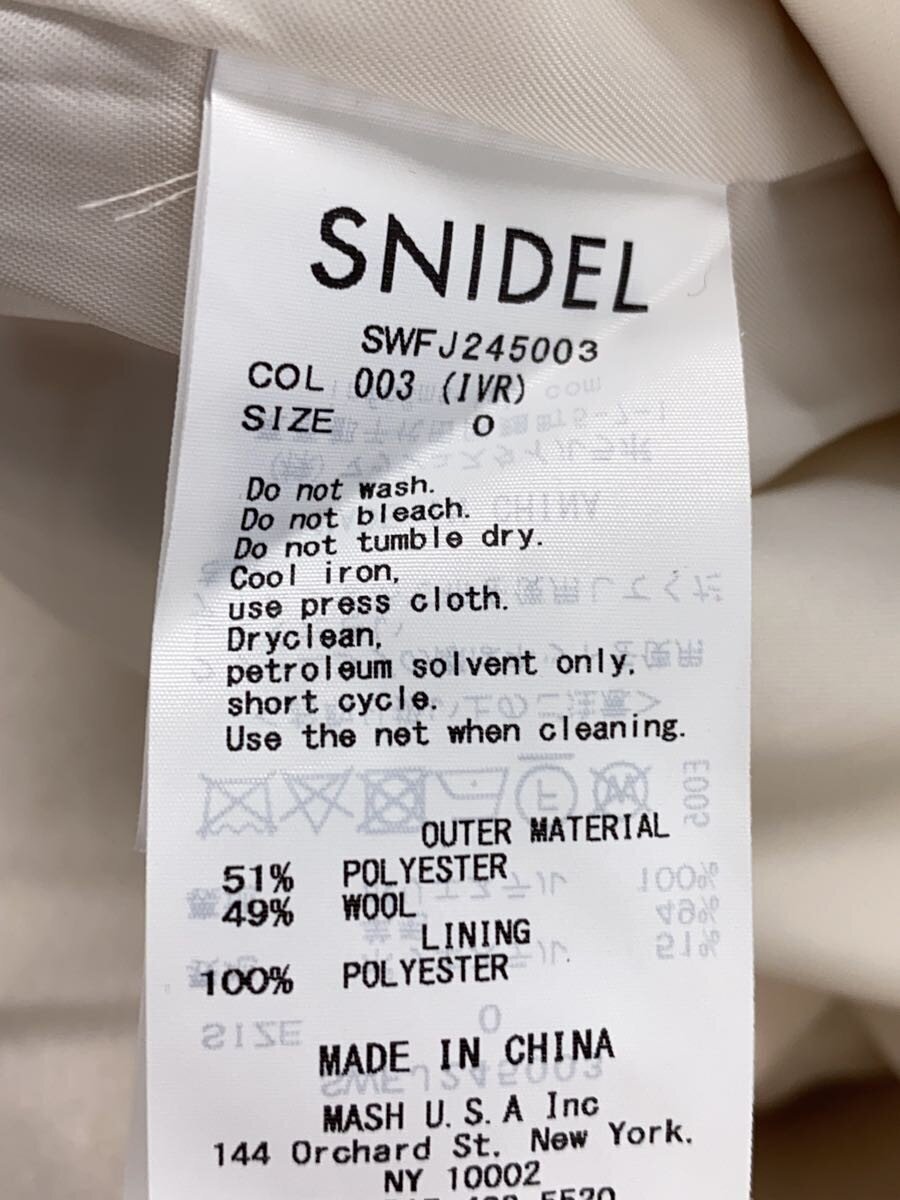 SNIDEL
SWFJ245003
COL 003 (IVR)
SIZE 0
Do not wash.
Do not bleach.
Do not tumble dry.
Cool iron,
use press cloth.
Dryclean,
petroleum solvent only.
short cycle.
Use the net when cleaning.
OUTER MATERIAL
51% POLYESTER
49% WOOL
LINING
100% POLYESTER
MADE IN CHINA
MASH U.S.A Inc
144 Orchard St. New York.
NY 10002